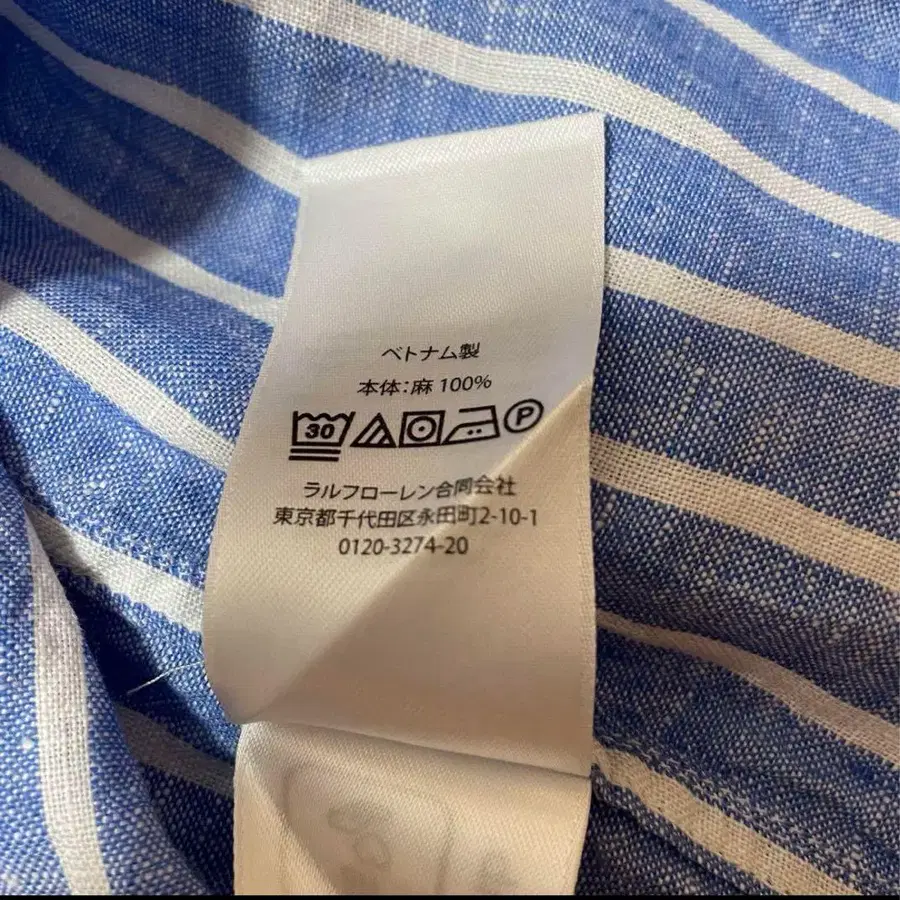 ベトナム製
本体:麻 100%
30 P
ラルフローレン合同会社
東京都千代田区永田町2-10-1
0120-3274-20